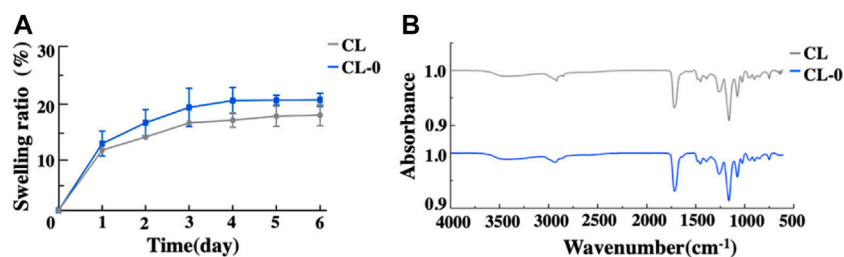 A
Swelling ratio (%)
30
20
10
0
1
2
3
4
5
6
Time(day)
CL
CL-0
B
Absorbance
1.0
0.9
1.0
0.9
4000
3000
2500
2000
1500
1000
500
Wavenumber(cm⁻¹)
CL
CL-0